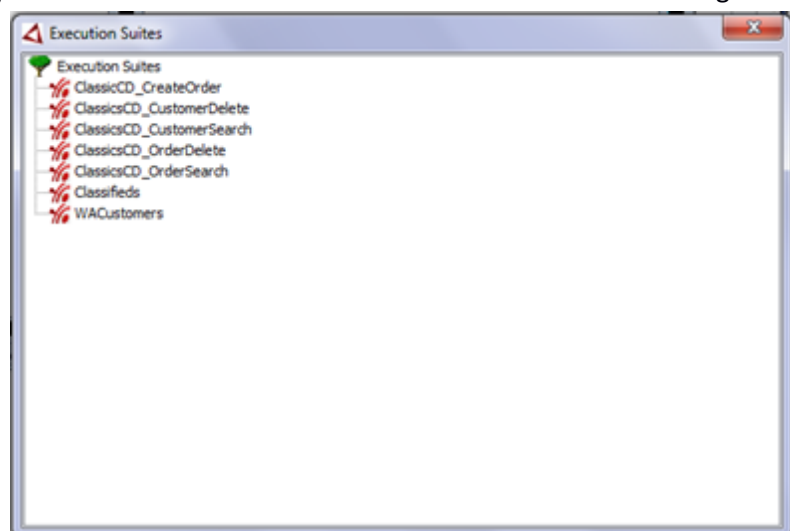 Execution Suites
Execution Suites
ClassicCD_CreateOrder
ClassicsCD_CustomerDelete
ClassicsCD_CustomerSearch
ClassicsCD_OrderDelete
ClassicsCD_OrderSearch
Classifieds
WACustomers